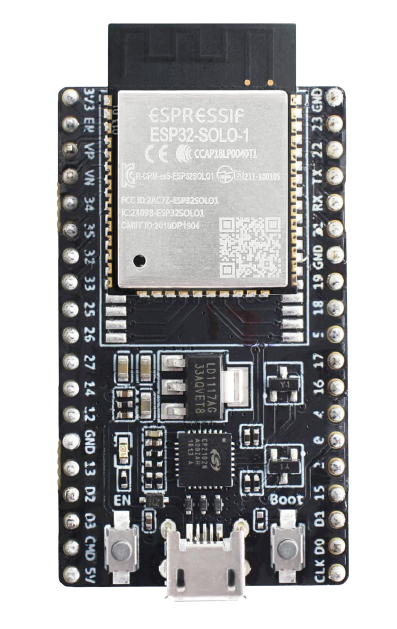 ESPRESSIF
ESP32-SOLO-1
CE CCAP18LP0040T1
R-CRM-es5-ESP32SOLO1
FCC ID:2AC7Z-ESP32SOLO1
IC:21098-ESP32SOLO1
CMIIT ID:2018DP1904
3V3
EN
VP
VN
34
35
32
33
25
26
27
14
12
GND
13
D2
D3
CMD
5V
GND
23
22
TX
RX
21
GND
19
18
5
17
16
4
0
2
15
D1
D0
CLK
LD1117AG
33AQVET8
EN
Boot